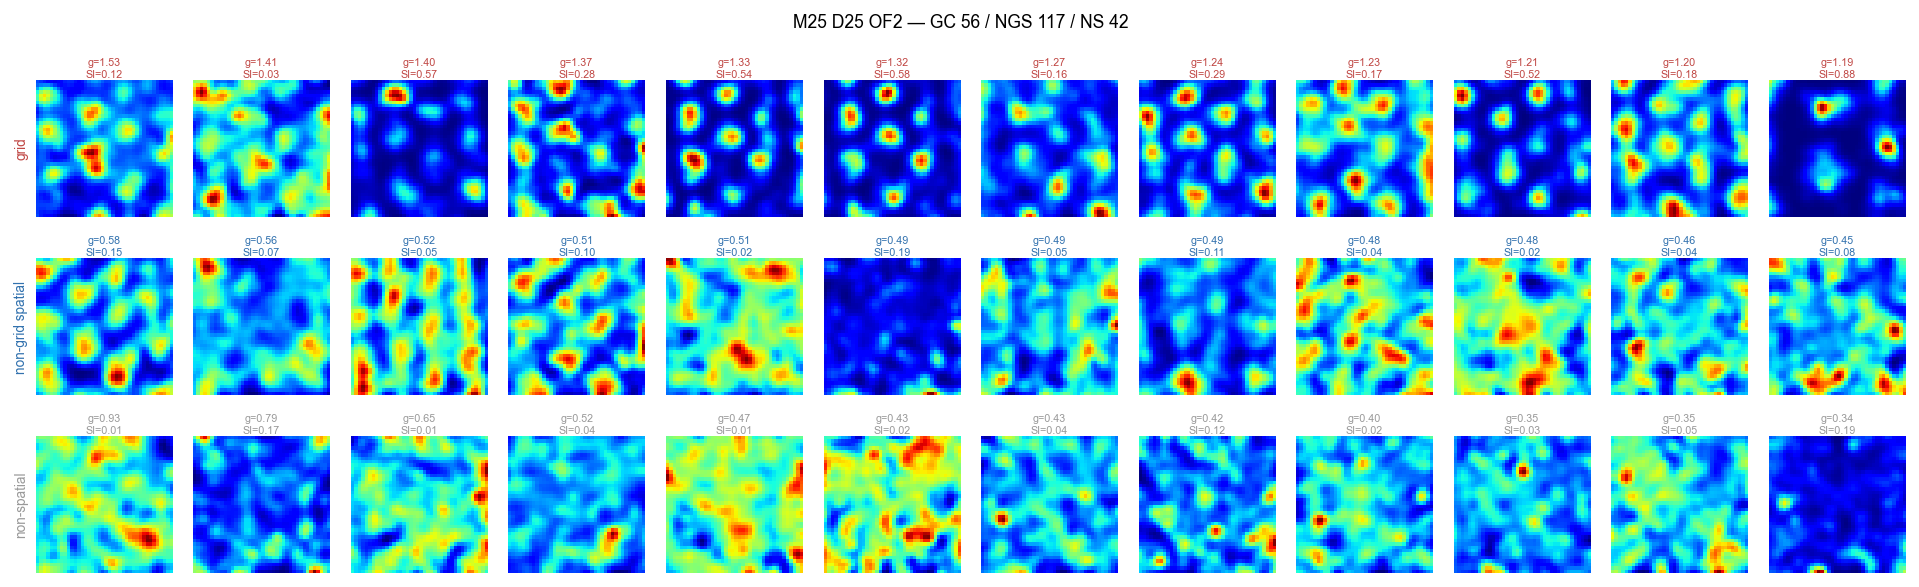 M25 D25 OF2 — GC 56 / NGS 117 / NS 42
g=1.53 g=1.41 g=1.40 g=1.37 g=1.33 g=1.32 g=1.27 g=1.24 g=1.23 g=1.21 g=1.20 g=1.19
SI=0.12 SI=0.03 SI=0.57 SI=0.28 SI=0.54 SI=0.58 SI=0.16 SI=0.29 SI=0.17 SI=0.52 SI=0.18 SI=0.88
grid
g=0.58 g=0.56 g=0.52 g=0.51 g=0.51 g=0.49 g=0.49 g=0.49 g=0.48 g=0.48 g=0.46 g=0.45
SI=0.15 SI=0.07 SI=0.05 SI=0.10 SI=0.02 SI=0.19 SI=0.05 SI=0.11 SI=0.04 SI=0.02 SI=0.04 SI=0.08
non-grid spatial
g=0.93 g=0.79 g=0.65 g=0.52 g=0.47 g=0.43 g=0.43 g=0.42 g=0.40 g=0.35 g=0.35 g=0.34
SI=0.01 SI=0.17 SI=0.01 SI=0.04 SI=0.01 SI=0.02 SI=0.04 SI=0.12 SI=0.02 SI=0.03 SI=0.05 SI=0.19
non-spatial